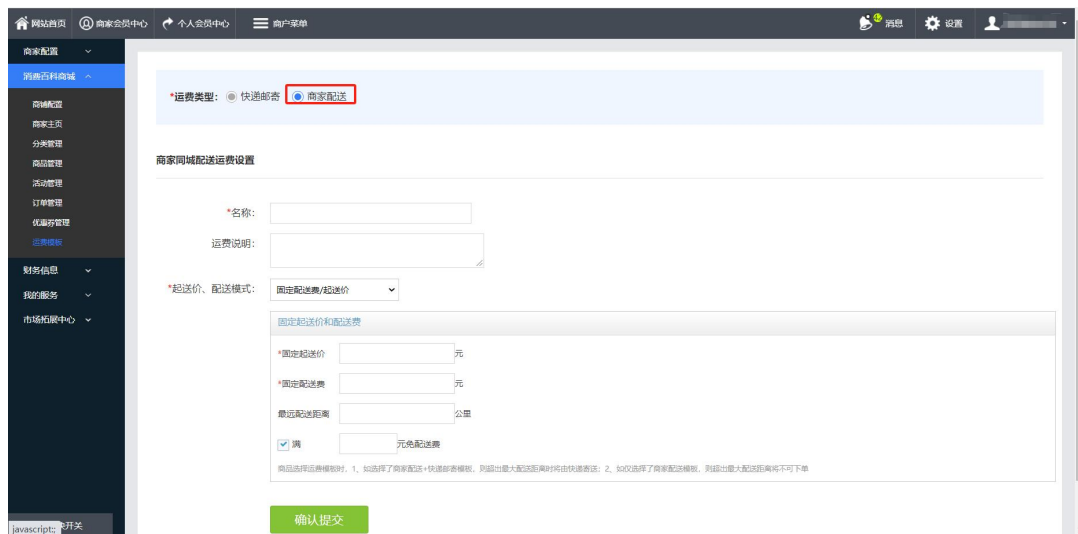 网站首页 商家会员中心 个人会员中心 商户菜单 消息 设置
商家配置
消费百科商城
商铺配置
商家主页
分类管理
商品管理
活动管理
订单管理
优惠券管理
运费模板
财务信息
我的服务
市场拓展中心
*运费类型: 快递邮寄 商家配送
商家同城配送运费设置
*名称:
运费说明:
*起送价、配送模式: 固定配送费/起送价
固定起送价和配送费
*固定起送价 元
*固定配送费 元
最远配送距离 公里
满 元免配送费
商品选择运费模板时，1、如选择了商家配送+快递邮寄模板，则超出最大配送距离时将由快递寄送；2、如仅选择了商家配送模板，则超出最大配送距离将不可下单
确认提交
javascript:; 开关